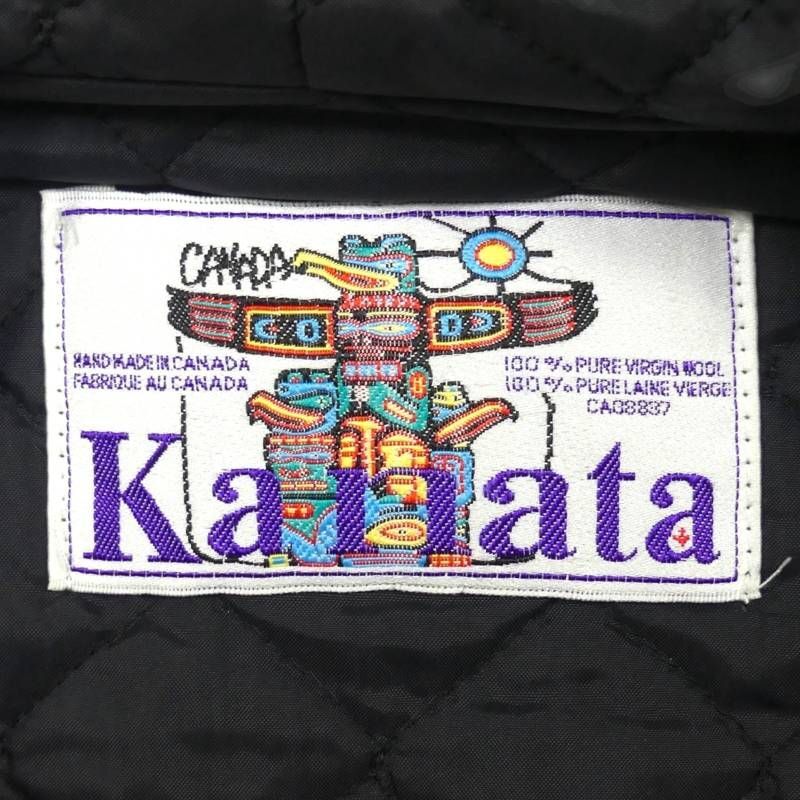 CANADA
HAND MADE IN CANADA
FABRIQUE AU CANADA
100 % PURE VIRGIN WOOL
100 % PURE LAINE VIERGE
CA08837
Kanata